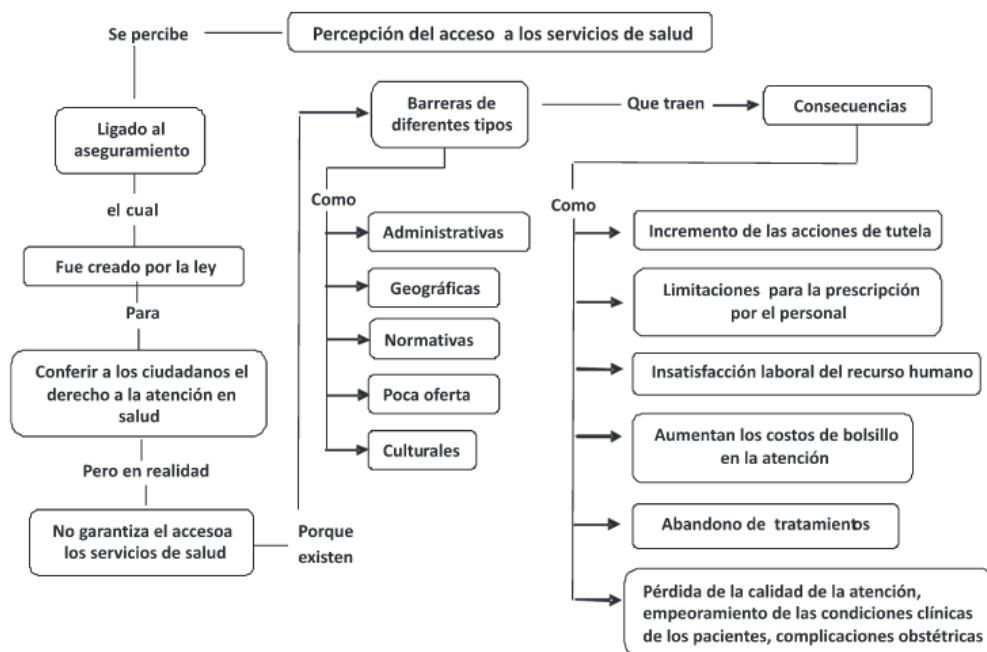 Se percibe
Percepción del acceso a los servicios de salud
Ligado al
aseguramiento
el cual
Fue creado por la ley
Para
Conferir a los ciudadanos el
derecho a la atención en
salud
Pero en realidad
No garantiza el accesoa
los servicios de salud
Porque
existen
Barreras de
diferentes tipos
Como
Administrativas
Geográficas
Normativas
Poca oferta
Culturales
Que traen
Consecuencias
Como
Incremento de las acciones de tutela
Limitaciones para la prescripción
por el personal
Insatisfacción laboral del recurso humano
Aumentan los costos de bolsillo
en la atención
Abandono de tratamientos
Pérdida de la calidad de la atención,
empeoramiento de las condiciones clínicas
de los pacientes, complicaciones obstétricas